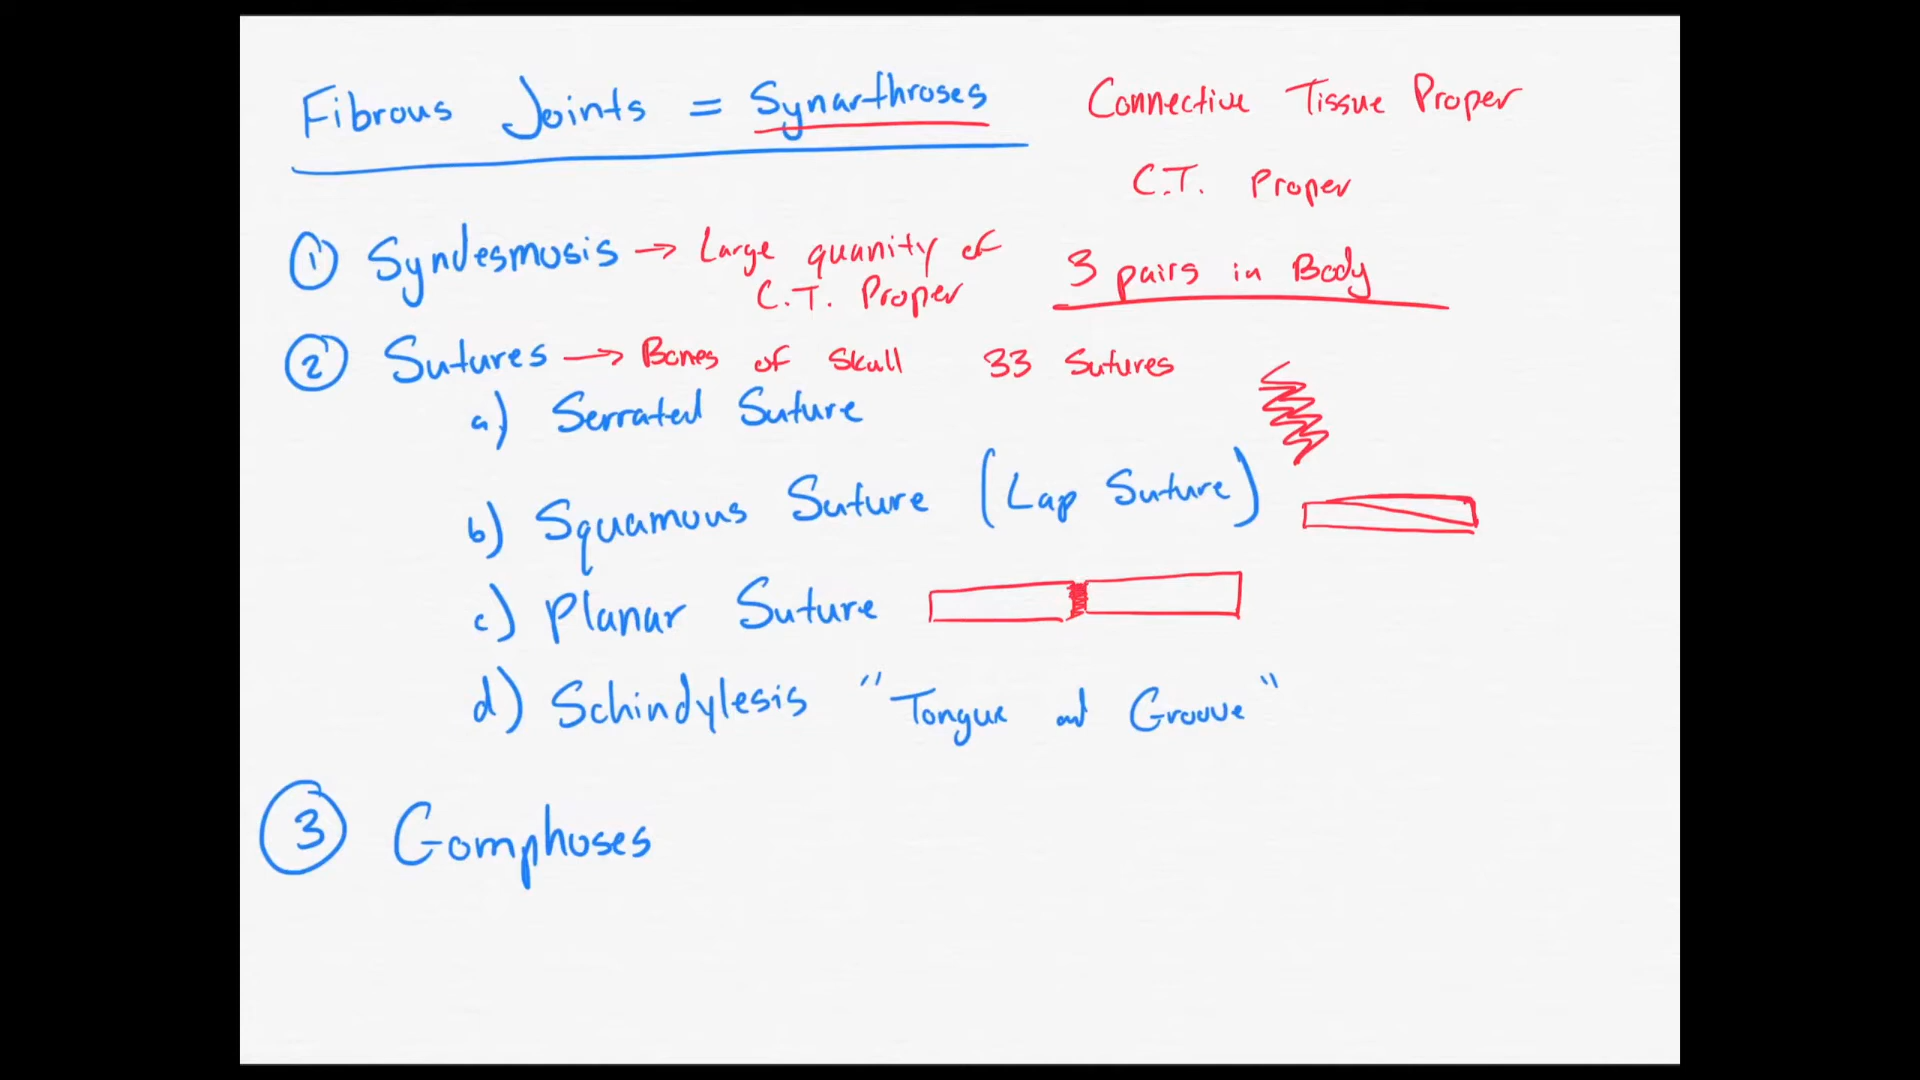 Fibrous Joints = Synarthroses
Connective Tissue Proper
C.T. Proper
① Syndesmosis → Large quanity of
C.T. Proper
3 pairs in Body
② Sutures → Bones of Skull 33 Sutures
a) Serrated Suture
b) Squamous Suture (Lap Suture)
c) Planar Suture
d) Schindylesis "Tongue and Groove"
③ Gomphoses